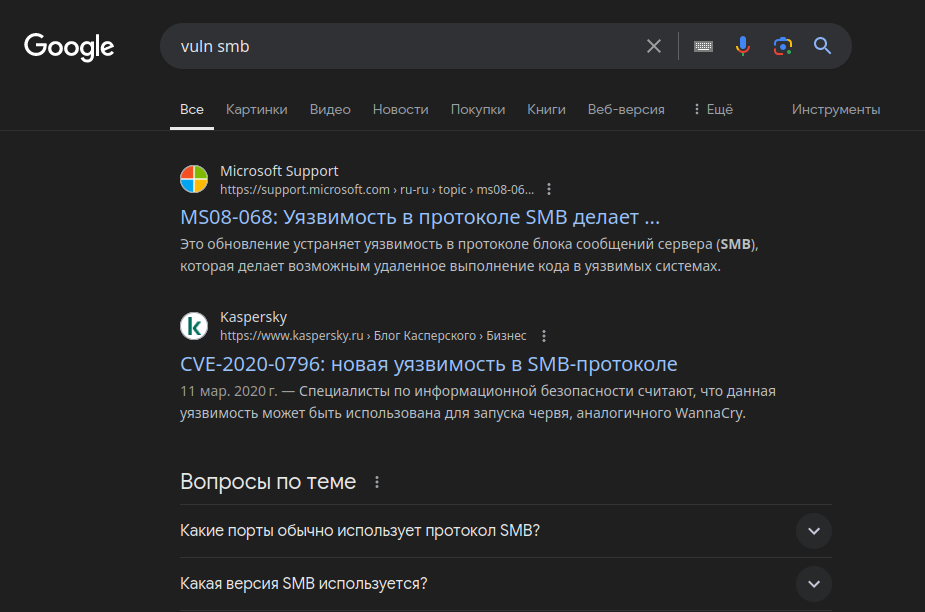 Google
vuln smb
Все Картинки Видео Новости Покупки Книги Веб-версия Ещё Инструменты
Microsoft Support
https://support.microsoft.com › ru-ru › topic › ms08-06...
MS08-068: Уязвимость в протоколе SMB делает ...
Это обновление устраняет уязвимость в протоколе блока сообщений сервера (SMB),
которая делает возможным удаленное выполнение кода в уязвимых системах.
Kaspersky
https://www.kaspersky.ru › Блог Касперского › Бизнес
CVE-2020-0796: новая уязвимость в SMB-протоколе
11 мар. 2020 г. — Специалисты по информационной безопасности считают, что данная
уязвимость может быть использована для запуска червя, аналогичного WannaCry.
Вопросы по теме
Какие порты обычно использует протокол SMB?
Какая версия SMB используется?